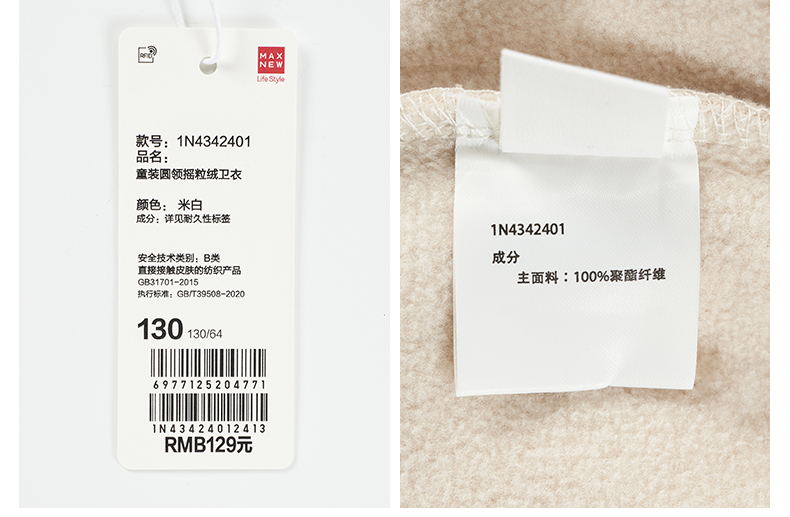 RFID
MAX
NEW
Life Style
款号：1N4342401
品名：
童装圆领摇粒绒卫衣
颜色：米白
成分：详见耐久性标签
安全技术类别：B类
直接接触皮肤的纺织产品
GB31701-2015
执行标准：GB/T39508-2020
130 130/64
6977125204771
1N43424012413
RMB129元
1N4342401
成分
主面料：100%聚酯纤维